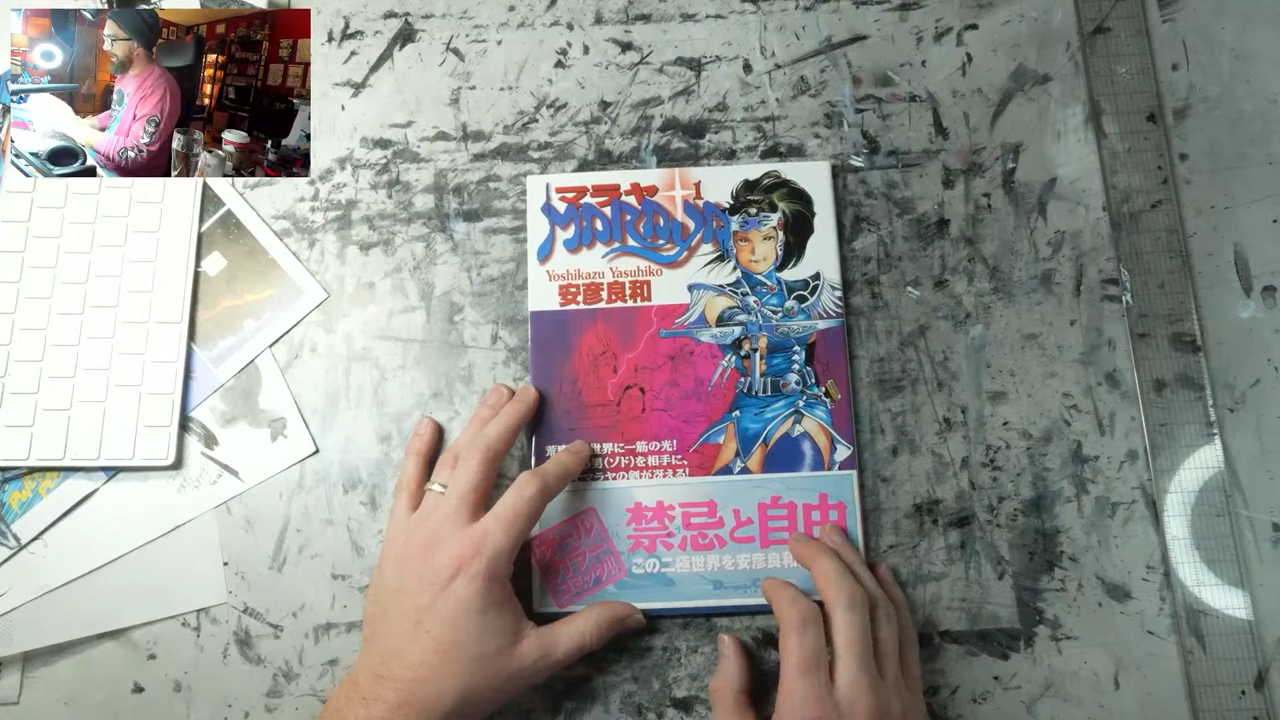 マラヤ 1
MARAYA
Yoshikazu Yasuhiko
安彦良和
世界に一筋の光!
男(ゾド)を相手に、
マラヤの剣が冴える!
オール
カラー
コミック!!
禁忌と自由
この二極世界を安彦良和